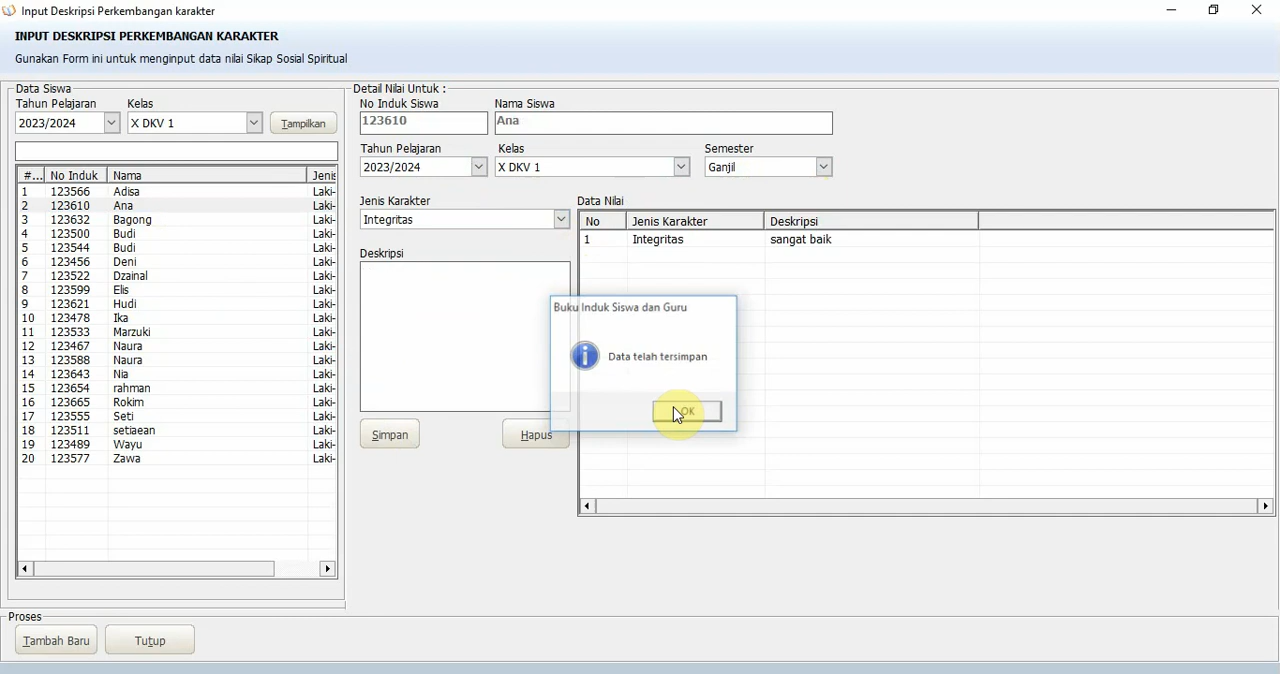 Input Deskripsi Perkembangan karakter
INPUT DESKRIPSI PERKEMBANGAN KARAKTER
Gunakan Form ini untuk menginput data nilai Sikap Sosial Spiritual
Data Siswa
Tahun Pelajaran Kelas
2023/2024 X DKV 1 Tampilkan
#... No Induk Nama Jenis
1 123566 Adisa Laki-
2 123610 Ana Laki-
3 123632 Bagong Laki-
4 123500 Budi Laki-
5 123544 Budi Laki-
6 123456 Deni Laki-
7 123522 Dzainal Laki-
8 123599 Elis Laki-
9 123621 Hudi Laki-
10 123478 Ika Laki-
11 123533 Marzuki Laki-
12 123467 Naura Laki-
13 123588 Naura Laki-
14 123643 Nia Laki-
15 123654 rahman Laki-
16 123665 Rokim Laki-
17 123555 Seti Laki-
18 123511 setiaean Laki-
19 123489 Wayu Laki-
20 123577 Zawa Laki-
Detail Nilai Untuk :
No Induk Siswa Nama Siswa
123610 Ana
Tahun Pelajaran Kelas Semester
2023/2024 X DKV 1 Ganjil
Jenis Karakter
Integritas
Deskripsi
Simpan Hapus
Data Nilai
No Jenis Karakter Deskripsi
1 Integritas sangat baik
Buku Induk Siswa dan Guru
Data telah tersimpan
OK
Proses
Tambah Baru Tutup